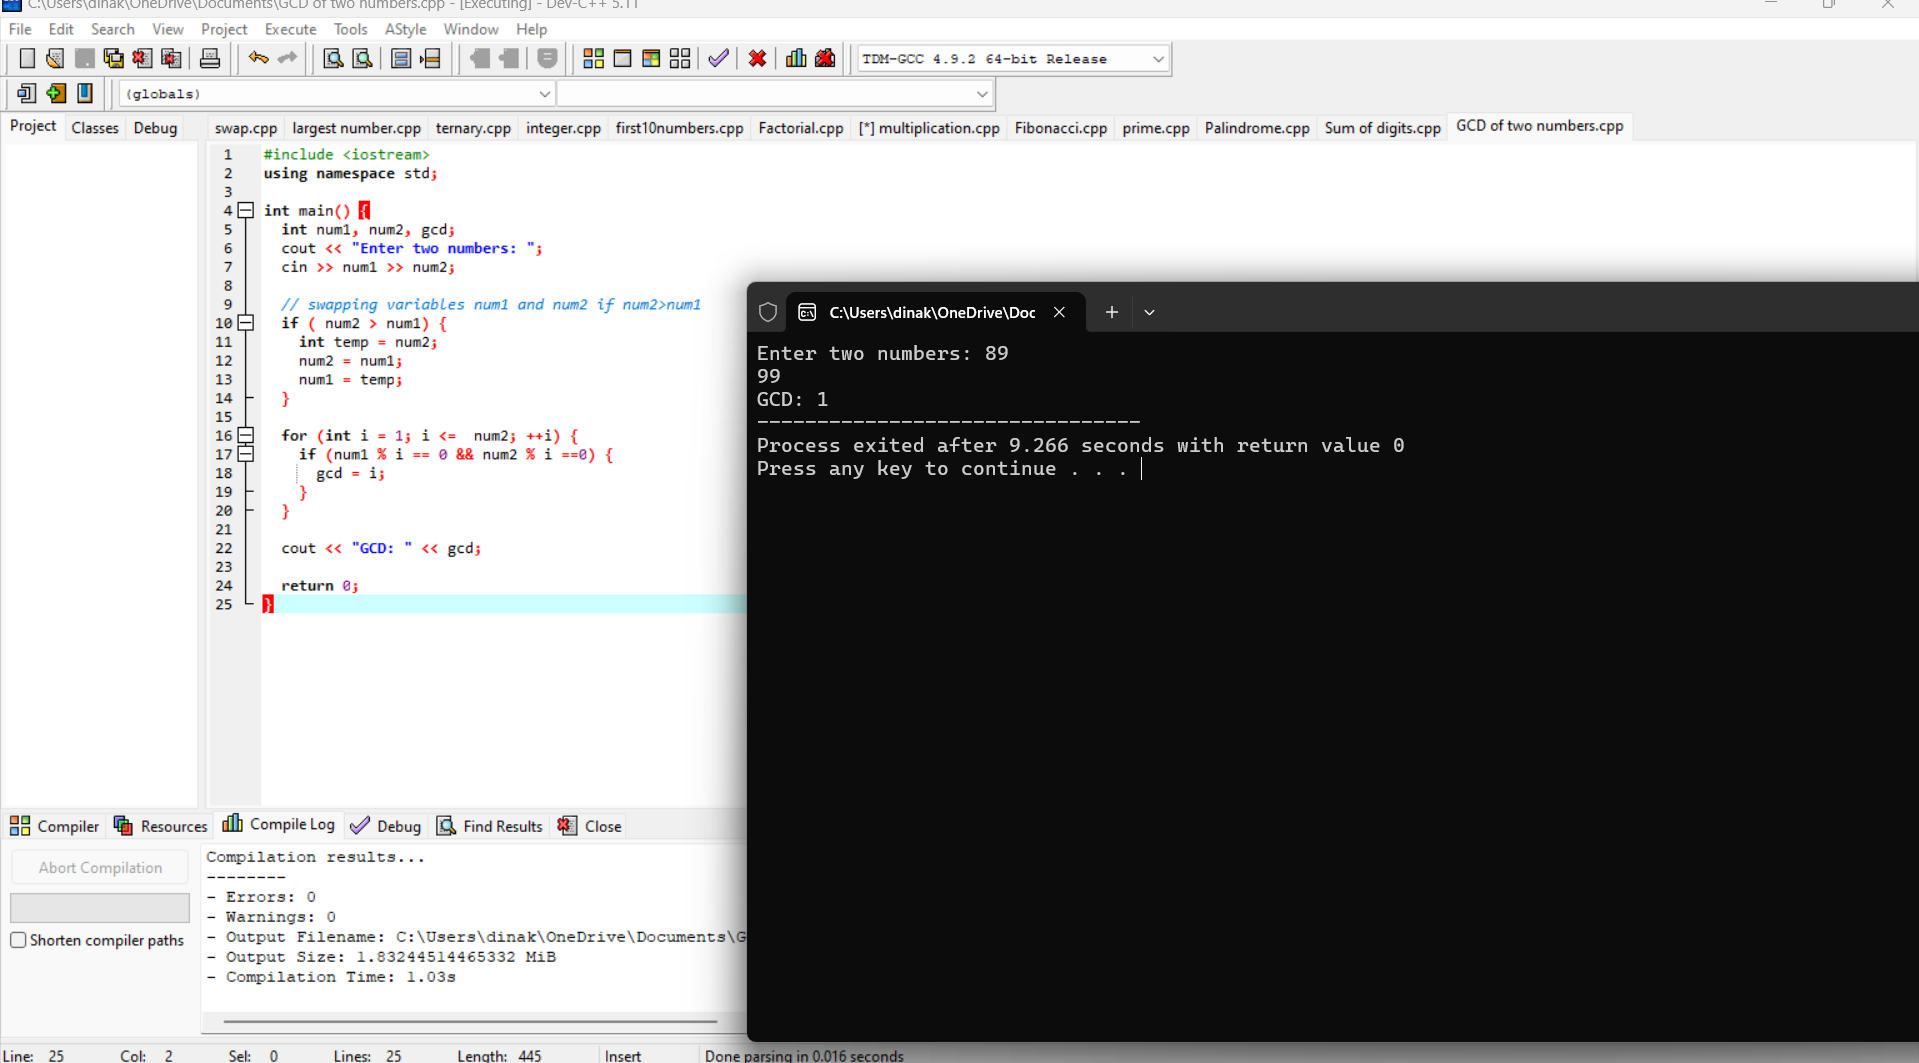 C:\Users\dinak\OneDrive\Documents\GCD of two numbers.cpp - [Executing] - Dev-C++ 5.11
File Edit Search View Project Execute Tools AStyle Window Help
TDM-GCC 4.9.2 64-bit Release
(globals)
Project Classes Debug swap.cpp largest number.cpp ternary.cpp integer.cpp first10numbers.cpp Factorial.cpp [*] multiplication.cpp Fibonacci.cpp prime.cpp Palindrome.cpp Sum of digits.cpp GCD of two numbers.cpp
1 #include <iostream>
2 using namespace std;
3
4 int main() {
5 int num1, num2, gcd;
6 cout << "Enter two numbers: ";
7 cin >> num1 >> num2;
8
9 // swapping variables num1 and num2 if num2>num1
10 if ( num2 > num1) {
11 int temp = num2;
12 num2 = num1;
13 num1 = temp;
14 }
15
16 for (int i = 1; i <=  num2; ++i) {
17 if (num1 % i == 0 && num2 % i ==0) {
18 gcd = i;
19 }
20 }
21
22 cout << "GCD: " << gcd;
23
24 return 0;
25 }
C:\Users\dinak\OneDrive\Doc
Enter two numbers: 89
99
GCD: 1
--------------------------------
Process exited after 9.266 seconds with return value 0
Press any key to continue . . .
Compiler Resources Compile Log Debug Find Results Close
Abort Compilation
Shorten compiler paths
Compilation results...
--------
- Errors: 0
- Warnings: 0
- Output Filename: C:\Users\dinak\OneDrive\Documents\G
- Output Size: 1.83244514465332 MiB
- Compilation Time: 1.03s
Line: 25 Col: 2 Sel: 0 Lines: 25 Length: 445 Insert Done parsing in 0.016 seconds